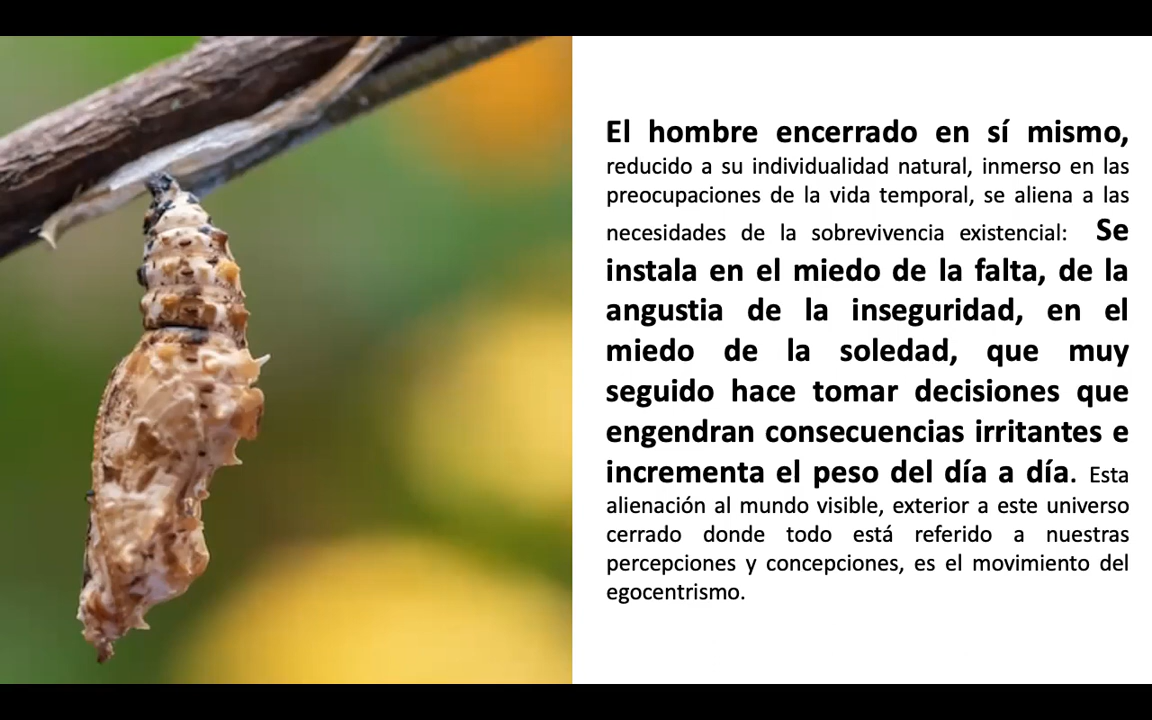 El hombre encerrado en sí mismo,
reducido a su individualidad natural, inmerso en las
preocupaciones de la vida temporal, se aliena a las
necesidades de la sobrevivencia existencial: Se
instala en el miedo de la falta, de la
angustia de la inseguridad, en el
miedo de la soledad, que muy
seguido hace tomar decisiones que
engendran consecuencias irritantes e
incrementa el peso del día a día. Esta
alienación al mundo visible, exterior a este universo
cerrado donde todo está referido a nuestras
percepciones y concepciones, es el movimiento del
egocentrismo.